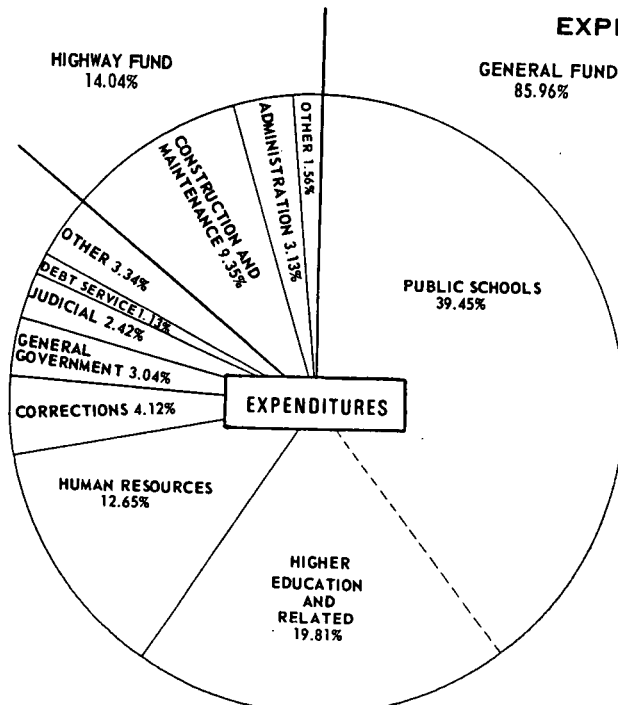 EXP
HIGHWAY FUND
14.04%
GENERAL FUND
85.96%
OTHER 1.56%
ADMINISTRATION 3.13%
CONSTRUCTION AND
MAINTENANCE 9.35%
OTHER 3.34%
DEBT SERVICE 1.13%
JUDICIAL 2.42%
GENERAL
GOVERNMENT 3.04%
CORRECTIONS 4.12%
HUMAN RESOURCES
12.65%
HIGHER
EDUCATION
AND
RELATED
19.81%
PUBLIC SCHOOLS
39.45%
EXPENDITURES